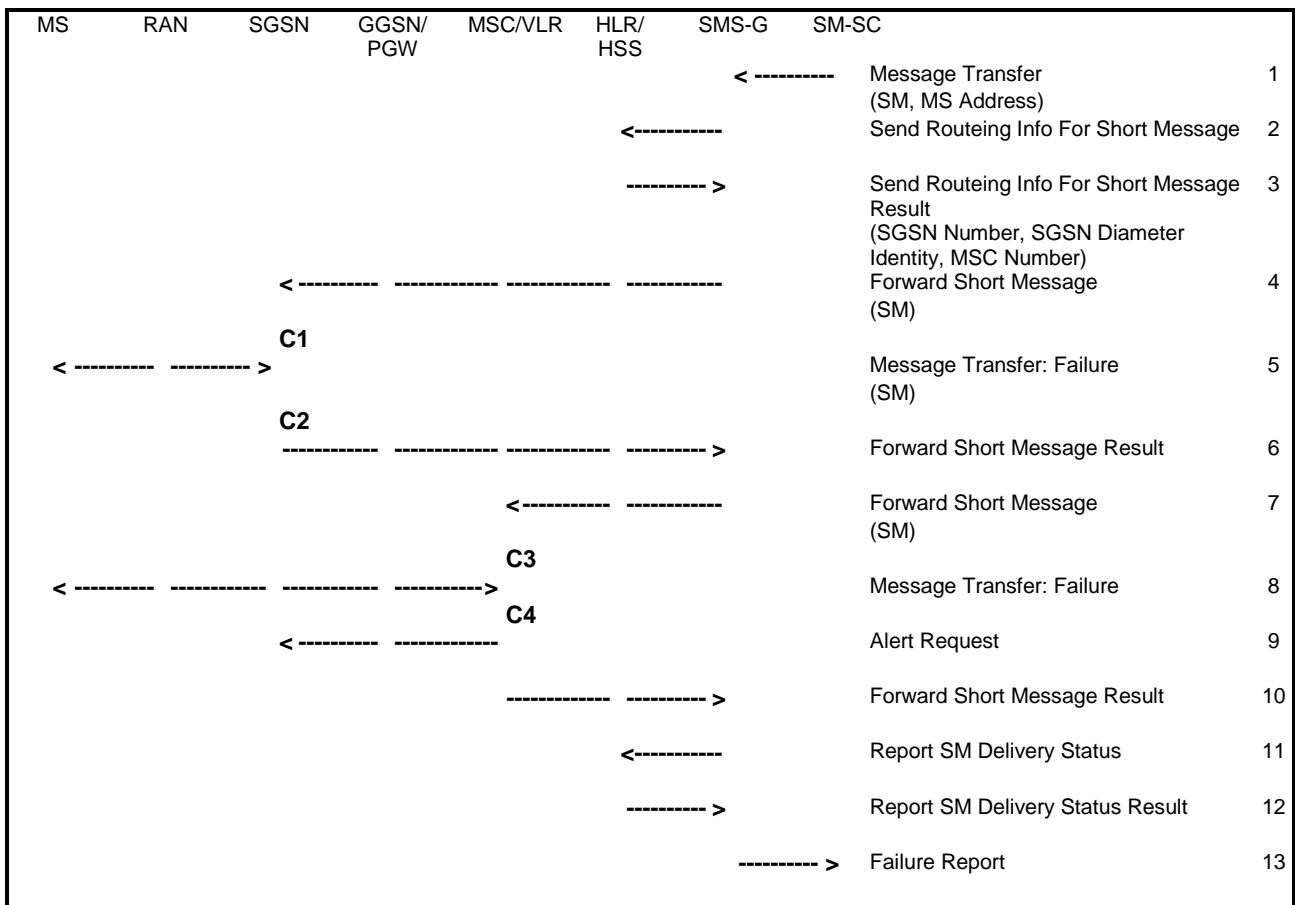 MS RAN SGSN GGSN/ MSC/VLR HLR/ SMS-G SM-SC
PGW HSS
< ---------- Message Transfer 1
(SM, MS Address)
<----------- Send Routeing Info For Short Message 2
---------- > Send Routeing Info For Short Message 3
Result
(SGSN Number, SGSN Diameter
Identity, MSC Number)
< ---------- ------------- ------------- ------------ Forward Short Message 4
(SM)
C1
< ---------- ---------- > Message Transfer: Failure 5
(SM)
C2
------------ ------------- ------------- ---------- > Forward Short Message Result 6
<----------- ------------ Forward Short Message 7
(SM)
C3
< ---------- ------------ ------------ -----------> Message Transfer: Failure 8
C4
< ---------- ------------- Alert Request 9
------------- ---------- > Forward Short Message Result 10
<----------- Report SM Delivery Status 11
---------- > Report SM Delivery Status Result 12
---------- > Failure Report 13